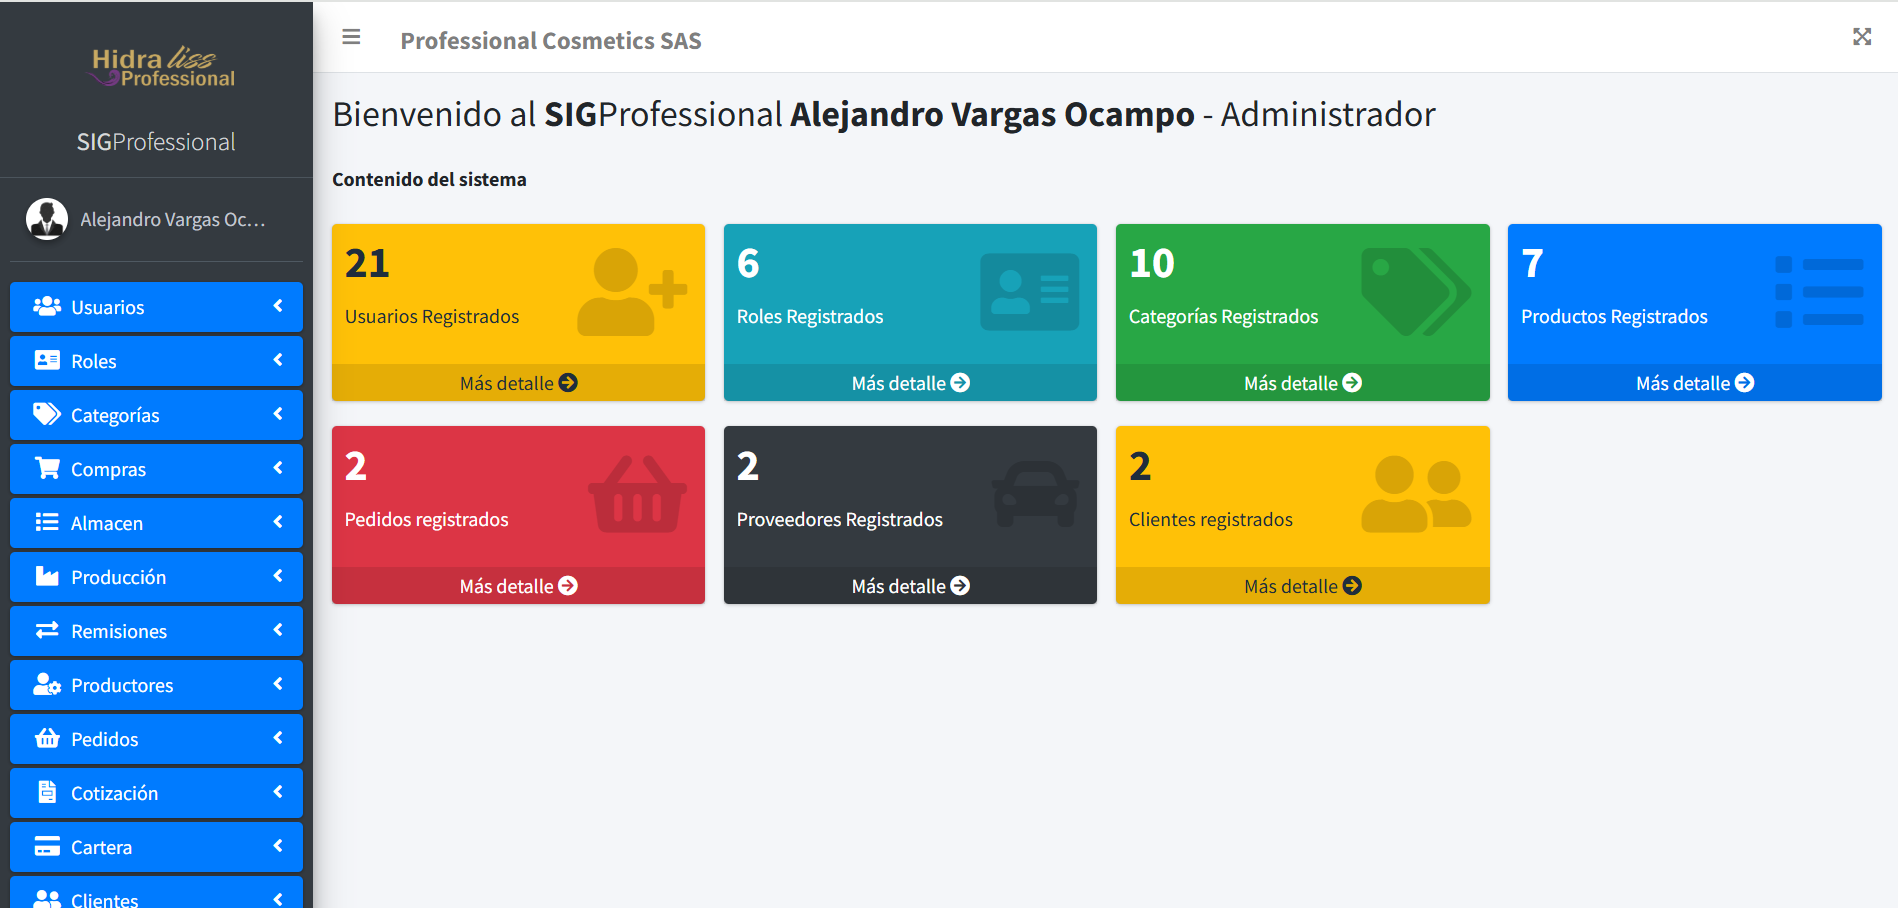 Hidra liss
Professional
SIGProfessional
Alejandro Vargas Oc...
Usuarios
Roles
Categorías
Compras
Almacen
Producción
Remisiones
Productores
Pedidos
Cotización
Cartera
Clientes
Professional Cosmetics SAS
Bienvenido al SIGProfessional Alejandro Vargas Ocampo - Administrador
Contenido del sistema
21
Usuarios Registrados
Más detalle
6
Roles Registrados
Más detalle
10
Categorías Registrados
Más detalle
7
Productos Registrados
Más detalle
2
Pedidos registrados
Más detalle
2
Proveedores Registrados
Más detalle
2
Clientes registrados
Más detalle